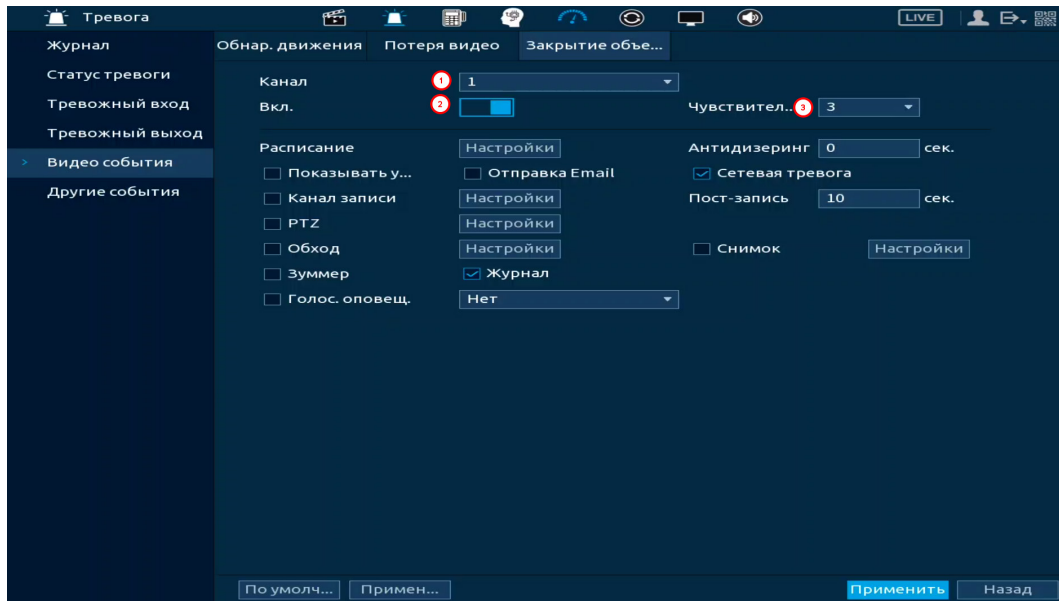 Тревога LIVE
Журнал
Статус тревоги
Тревожный вход
Тревожный выход
> Видео события
Другие события
Обнар. движения Потеря видео Закрытие объе...
Канал 1 1
Вкл. 2 Чувствител.. 3 3
Расписание Настройки Антидизеринг 0 сек.
Показывать у... Отправка Email Сетевая тревога
Канал записи Настройки Пост-запись 10 сек.
PTZ Настройки
Обход Настройки Снимок Настройки
Зуммер Журнал
Голос. оповещ. Нет
По умолч... Примен... Применить Назад